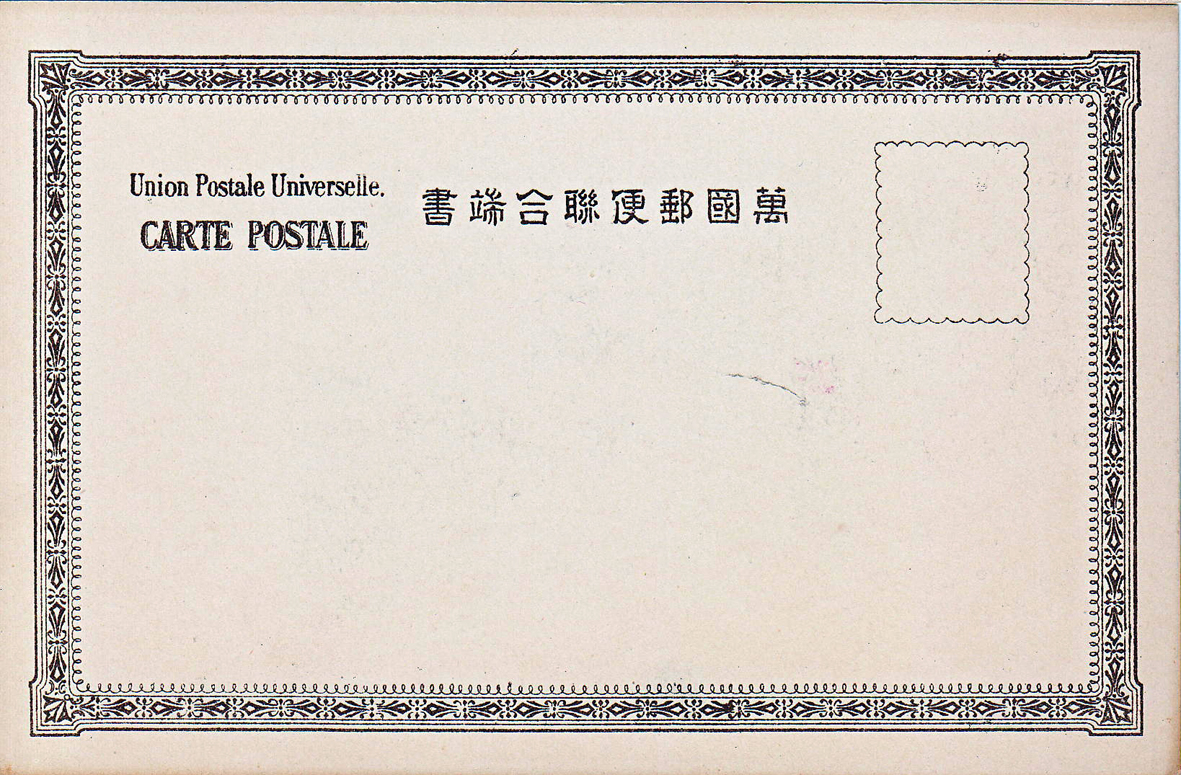 Union Postale Universelle.
CARTE POSTALE
萬國郵便聯合端書